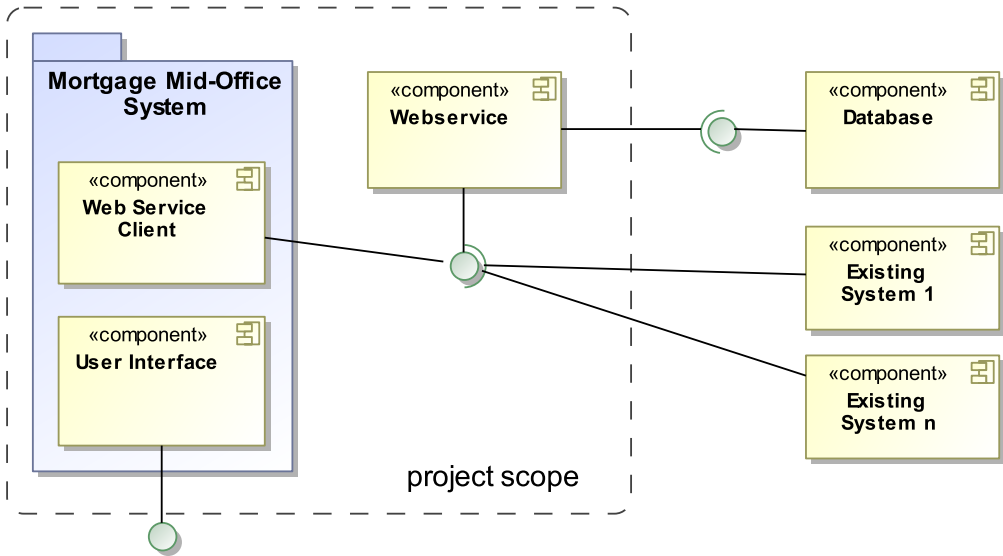 Mortgage Mid-Office
System
«component»
Web Service
Client
«component»
User Interface
«component»
Webservice
project scope
«component»
Database
«component»
Existing
System 1
«component»
Existing
System n